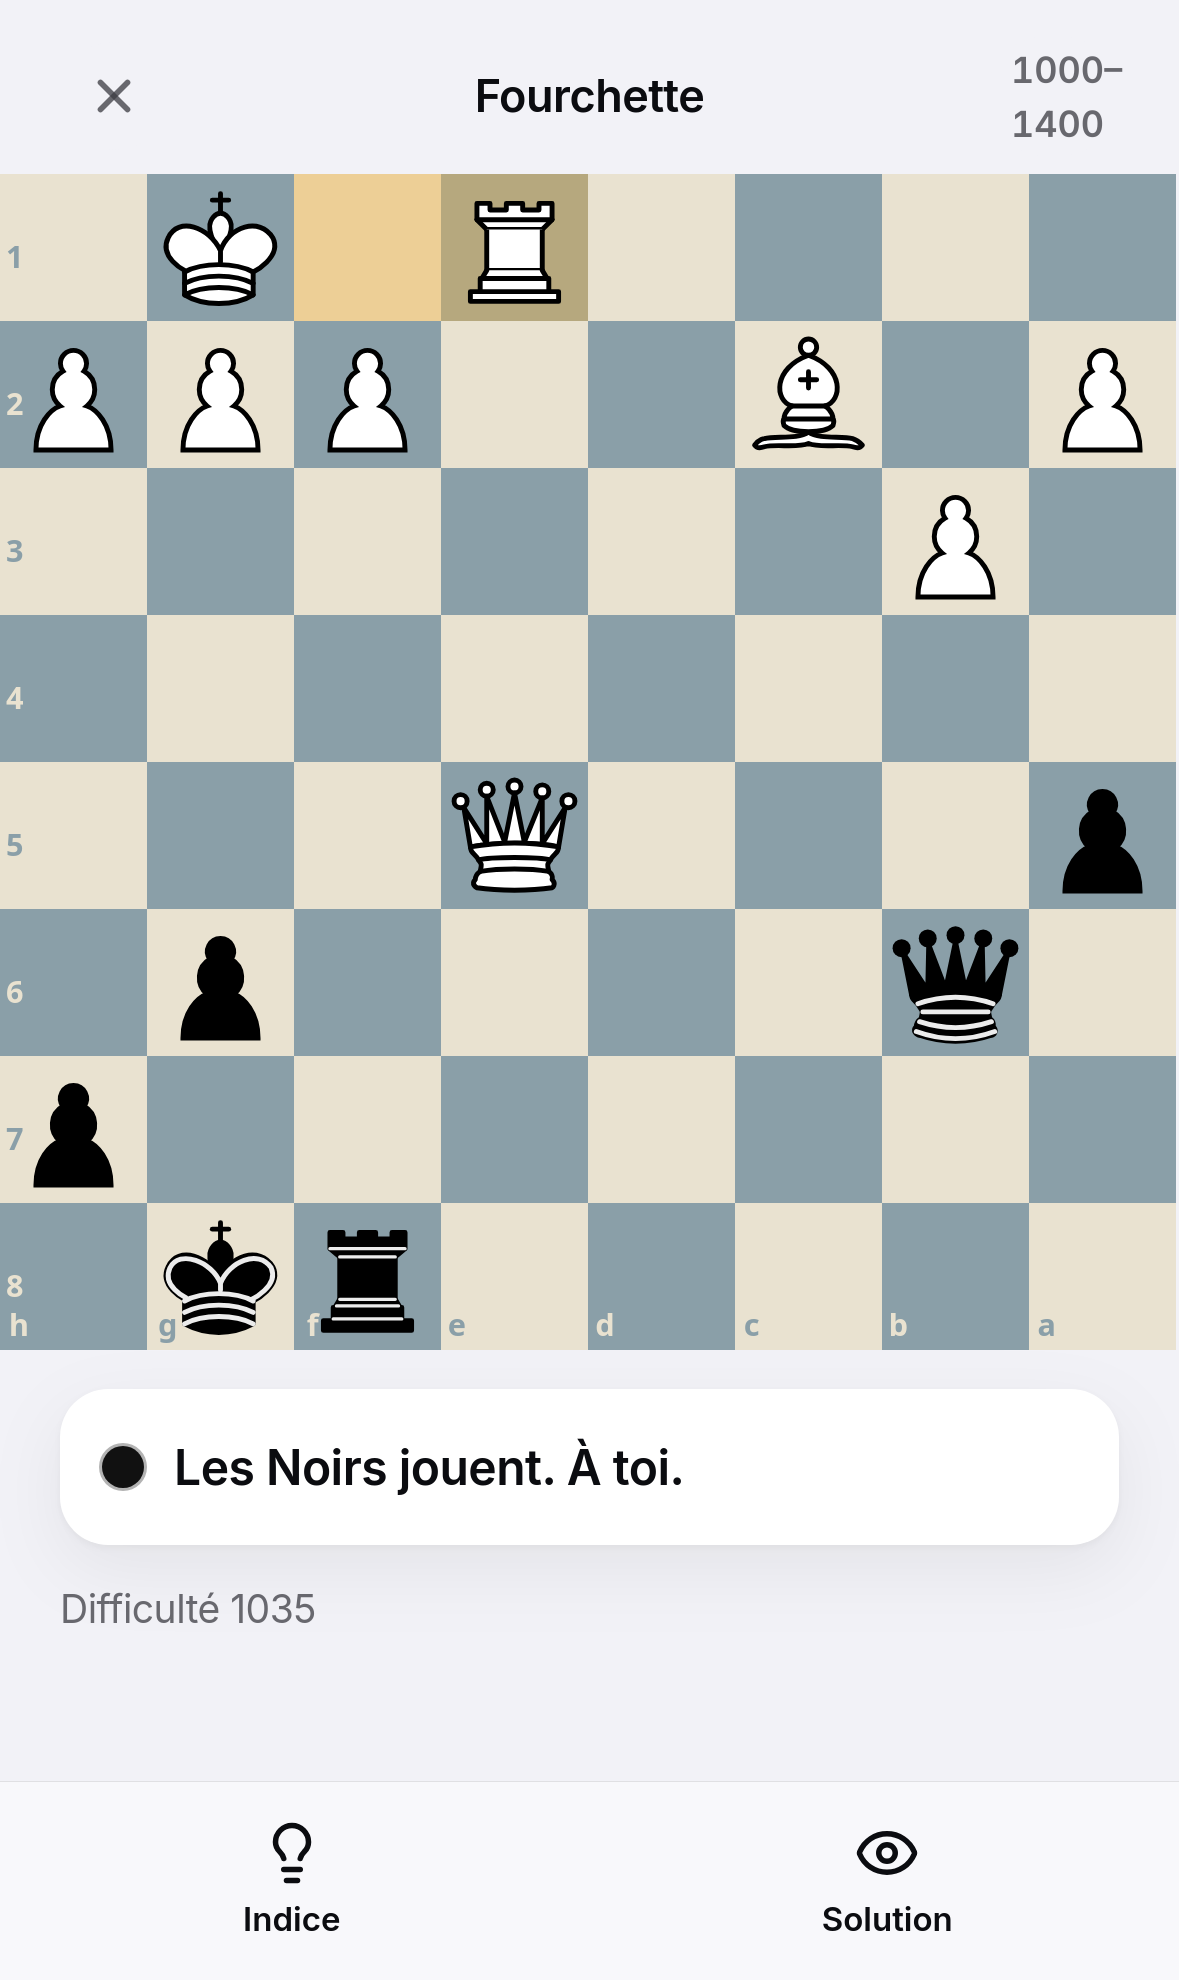 Fourchette
1000–
1400
1
2
3
4
5
6
7
8
h g f e d c b a
Les Noirs jouent. À toi.
Difficulté 1035
Indice Solution